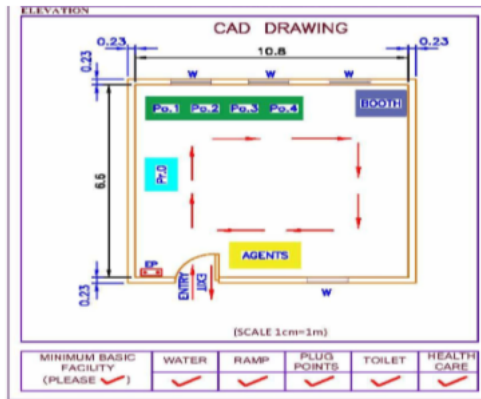 ELEVATION
CAD DRAWING
0.23
10.8
0.23
0.23
W W W
Po.1 Po.2 Po.3 Po.4
BOOTH
6.6
Pr.O
EP
AGENTS
ENTRY
EXIT
0.23
W
(SCALE 1cm=1m)
MINIMUM BASIC FACILITY (PLEASE ✓)
WATER
RAMP
PLUG POINTS
TOILET
HEALTH CARE
✓ ✓ ✓ ✓ ✓